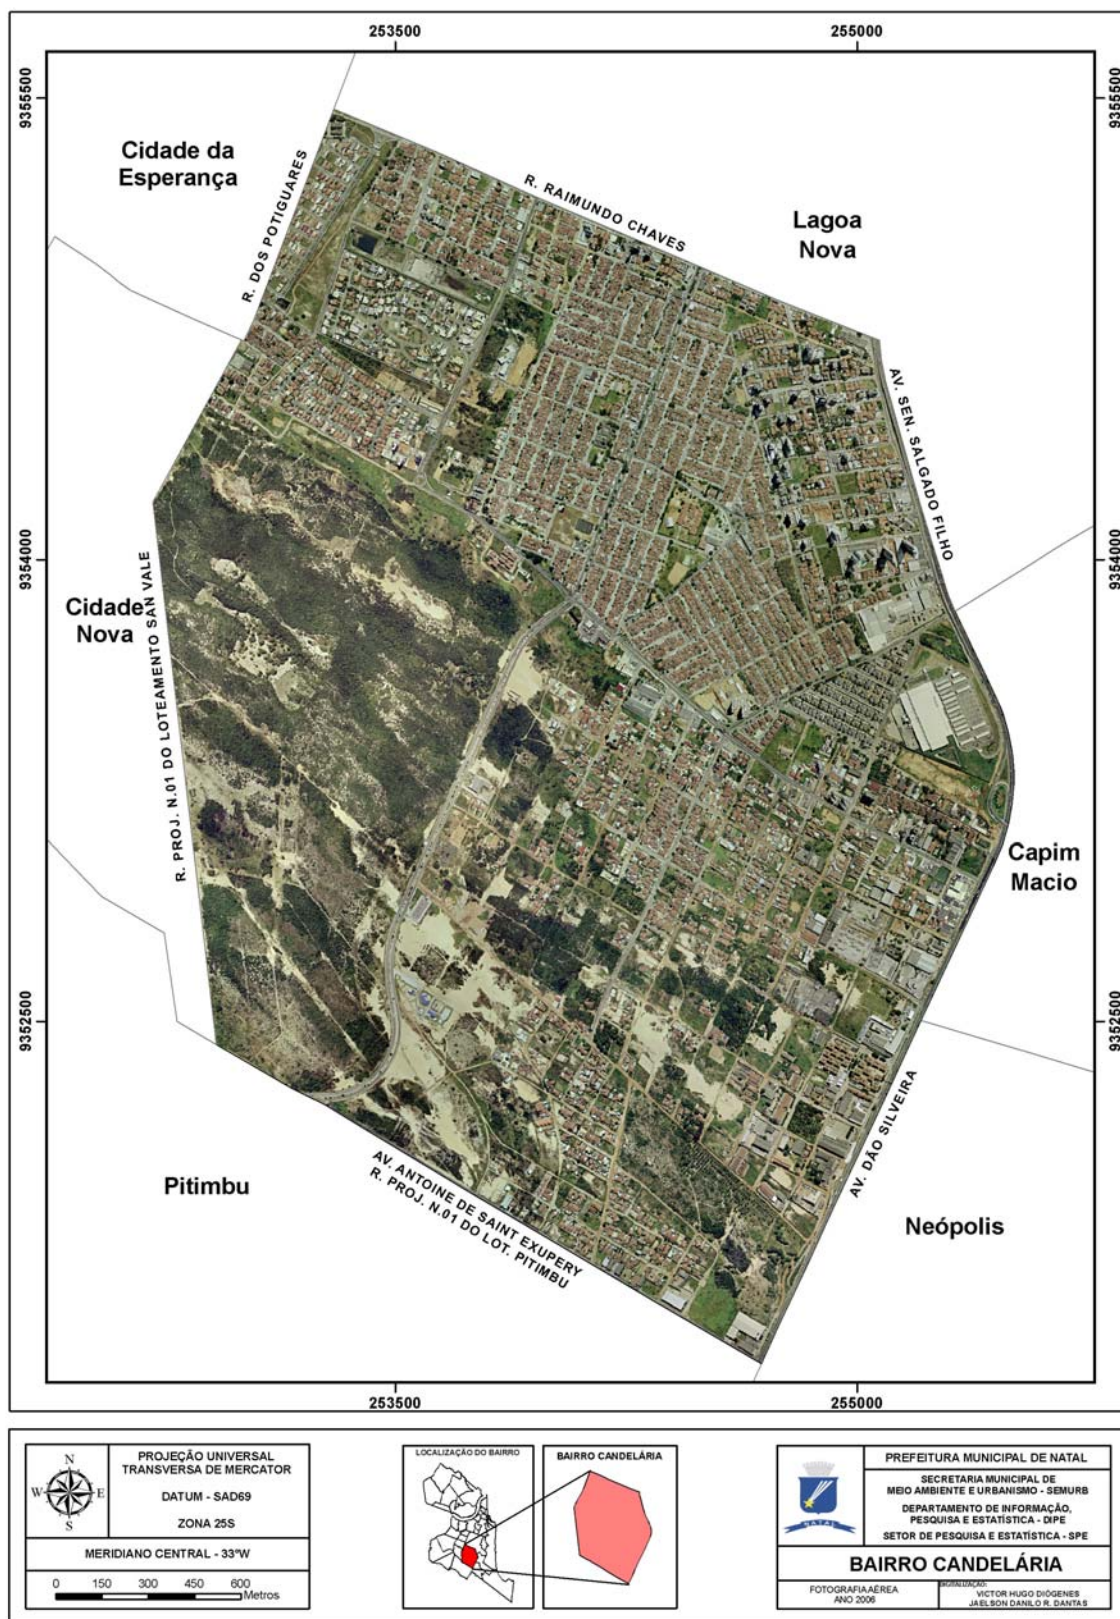 253500
255000
9355500
9355500
Cidade da
Esperança
R. DOS POTIGUARES
R. RAIMUNDO CHAVES
Lagoa
Nova
AV. SEN. SALGADO FILHO
9354000
9354000
Cidade
Nova
R. PROJ. N.01 DO LOTEAMENTO SAN VALE
Capim
Macio
9352500
9352500
Pitimbu
AV. ANTOINE DE SAINT EXUPERY
R. PROJ. N.01 DO LOT. PITIMBU
AV. DÃO SILVEIRA
Neópolis
253500
255000
N
W
E
S
PROJEÇÃO UNIVERSAL
TRANSVERSA DE MERCATOR
DATUM - SAD69
ZONA 25S
MERIDIANO CENTRAL - 33ºW
0 150 300 450 600
Metros
LOCALIZAÇÃO DO BAIRRO
BAIRRO CANDELÁRIA
NATAL
PREFEITURA MUNICIPAL DE NATAL
SECRETARIA MUNICIPAL DE
MEIO AMBIENTE E URBANISMO - SEMURB
DEPARTAMENTO DE INFORMAÇÃO,
PESQUISA E ESTATÍSTICA - DIPE
SETOR DE PESQUISA E ESTATÍSTICA - SPE
BAIRRO CANDELÁRIA
FOTOGRAFIA AÉREA
ANO 2006
DIGITALIZAÇÃO:
VICTOR HUGO DIÓGENES
JAELSON DANILO R. DANTAS